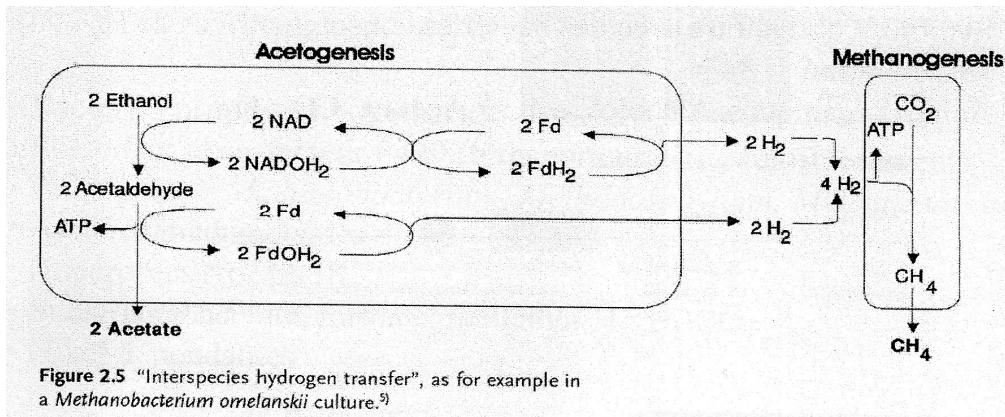 Acetogenesis
Methanogenesis
2 Ethanol
2 NAD
2 NADOH2
2 Fd
2 FdH2
2 H2
CO2
ATP
4 H2
2 Acetaldehyde
ATP
2 Fd
2 FdOH2
2 H2
CH4
2 Acetate
CH4
Figure 2.5 "Interspecies hydrogen transfer", as for example in
a Methanobacterium omelanskii culture.5)